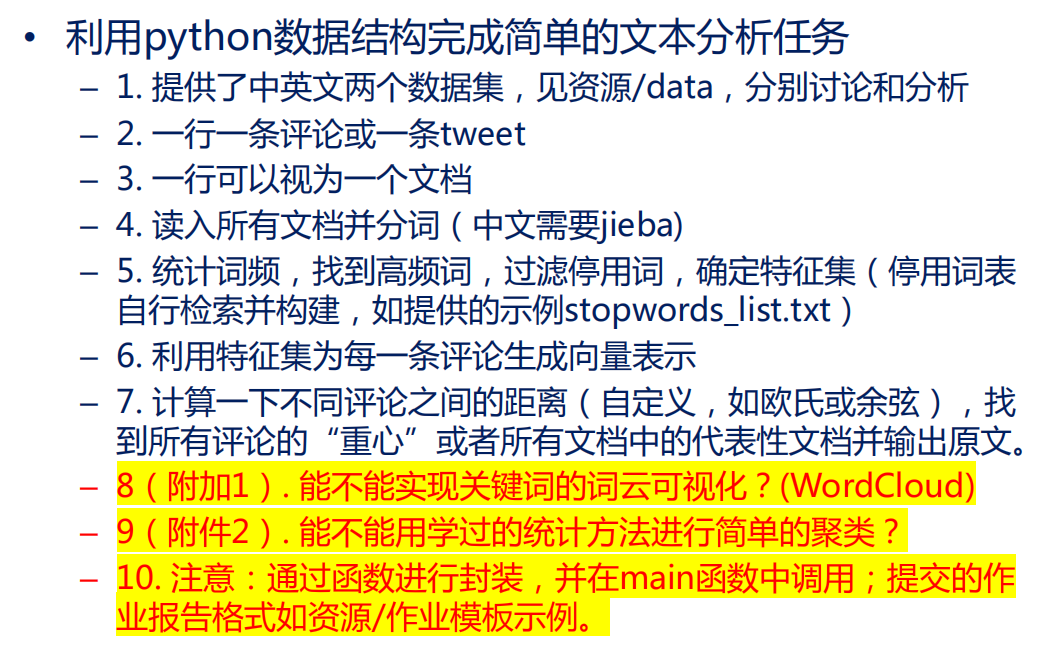 • 利用python数据结构完成简单的文本分析任务
– 1. 提供了中英文两个数据集，见资源/data，分别讨论和分析
– 2. 一行一条评论或一条tweet
– 3. 一行可以视为一个文档
– 4. 读入所有文档并分词（中文需要jieba)
– 5. 统计词频，找到高频词，过滤停用词，确定特征集（停用词表
自行检索并构建，如提供的示例stopwords_list.txt）
– 6. 利用特征集为每一条评论生成向量表示
– 7. 计算一下不同评论之间的距离（自定义，如欧氏或余弦），找
到所有评论的“重心”或者所有文档中的代表性文档并输出原文。
– 8（附加1）. 能不能实现关键词的词云可视化？(WordCloud)
– 9（附件2）. 能不能用学过的统计方法进行简单的聚类？
– 10. 注意：通过函数进行封装，并在main函数中调用；提交的作
业报告格式如资源/作业模板示例。